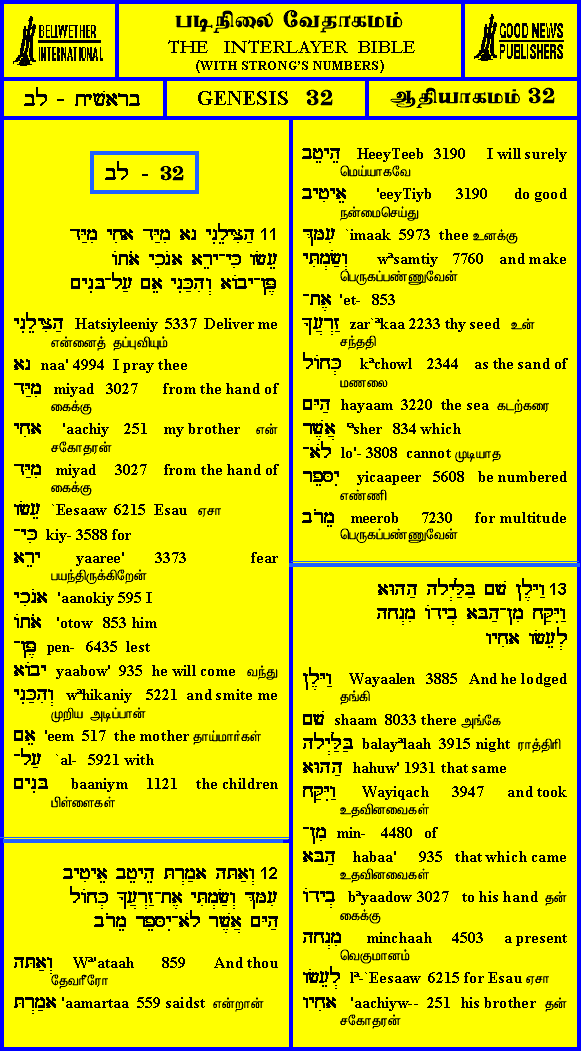 BELLWETHER
INTERNATIONAL
படிநிலை வேதாகமம்
THE INTERLAYER BIBLE
(WITH STRONG'S NUMBERS)
GOOD NEWS
PUBLISHERS
בראשית - לב
GENESIS 32
ஆதியாகமம் 32
לב - 32
11 הַצִּילֵנִי נָא מִיַּד אָחִי מִיַּד
עֵשָׂו כִּי־יָרֵא אָנֹכִי אֹתוֹ
פֶּן־יָבוֹא וְהִכַּנִי אֵם עַל־בָּנִים
הַצִּילֵנִי Hatsiyleeniy 5337 Deliver me
என்னைத் தப்புவியும்
נָא naa' 4994 I pray thee
מִיַּד miyad 3027 from the hand of
கைக்கு
אָחִי 'aachiy 251 my brother என்
சகோதரன்
מִיַּד miyad 3027 from the hand of
கைக்கு
עֵשָׂו `Eesaaw 6215 Esau ஏசா
כִּי־ kiy- 3588 for
יָרֵא yaaree' 3373 fear
பயந்திருக்கிறேன்
אָנֹכִי 'aanokiy 595 I
אֹתוֹ 'otow 853 him
פֶּן־ pen- 6435 lest
יָבוֹא yaabow' 935 he will come வந்து
וְהִכַּנִי wªhikaniy 5221 and smite me
முறிய அடிப்பான்
אֵם 'eem 517 the mother தாய்மார்கள்
עַל־ `al- 5921 with
בָּנִים baaniym 1121 the children
பிள்ளைகள்
12 וְאַתָּה אָמַרְתָּ הֵיטֵב אֵיטִיב
עִמָּךְ וְשַׂמְתִּי אֶת־זַרְעֲךָ כְּחוֹל
הַיָּם אֲשֶׁר לֹא־יִסָּפֵר מֵרֹב
וְאַתָּה Wª'ataah 859 And thou
தேவரீரோ
אָמַרְתָּ 'aamartaa 559 saidst என்றான்
הֵיטֵב HeeyTeeb 3190 I will surely
மெய்யாகவே
אֵיטִיב 'eeyTiyb 3190 do good
நன்மைசெய்து
עִמָּךְ `imaak 5973 thee உனக்கு
וְשַׂמְתִּי wªsamtiy 7760 and make
பெருகப்பண்ணுவேன்
אֶת־ 'et- 853
זַרְעֲךָ zar`ªkaa 2233 thy seed உன்
சந்ததி
כְּחוֹל kªchowl 2344 as the sand of
மணலை
הַיָּם hayaam 3220 the sea கடற்கரை
אֲשֶׁר 'ªsher 834 which
לֹא־ lo'- 3808 cannot முடியாத
יִסָּפֵר yicaapeer 5608 be numbered
எண்ணி
מֵרֹב meerob 7230 for multitude
பெருகப்பண்ணுவேன்
13 וַיָּלֶן שָׁם בַּלַּיְלָה הַהוּא
וַיִּקַּח מִן־הַבָּא בְיָדוֹ מִנְחָה
לְעֵשָׂו אָחִיו
וַיָּלֶן Wayaalen 3885 And he lodged
தங்கி
שָׁם shaam 8033 there அங்கே
בַּלַּיְלָה balayªlaah 3915 night ராத்திரி
הַהוּא hahuw' 1931 that same
וַיִּקַּח Wayiqach 3947 and took
உதவினவைகள்
מִן־ min- 4480 of
הַבָּא habaa' 935 that which came
உதவினவைகள்
בְיָדוֹ bªyaadow 3027 to his hand தன்
கைக்கு
מִנְחָה minchaah 4503 a present
வெகுமானம்
לְעֵשָׂו lª-`Eesaaw 6215 for Esau ஏசா
אָחִיו 'aachiyw-- 251 his brother தன்
சகோதரன்